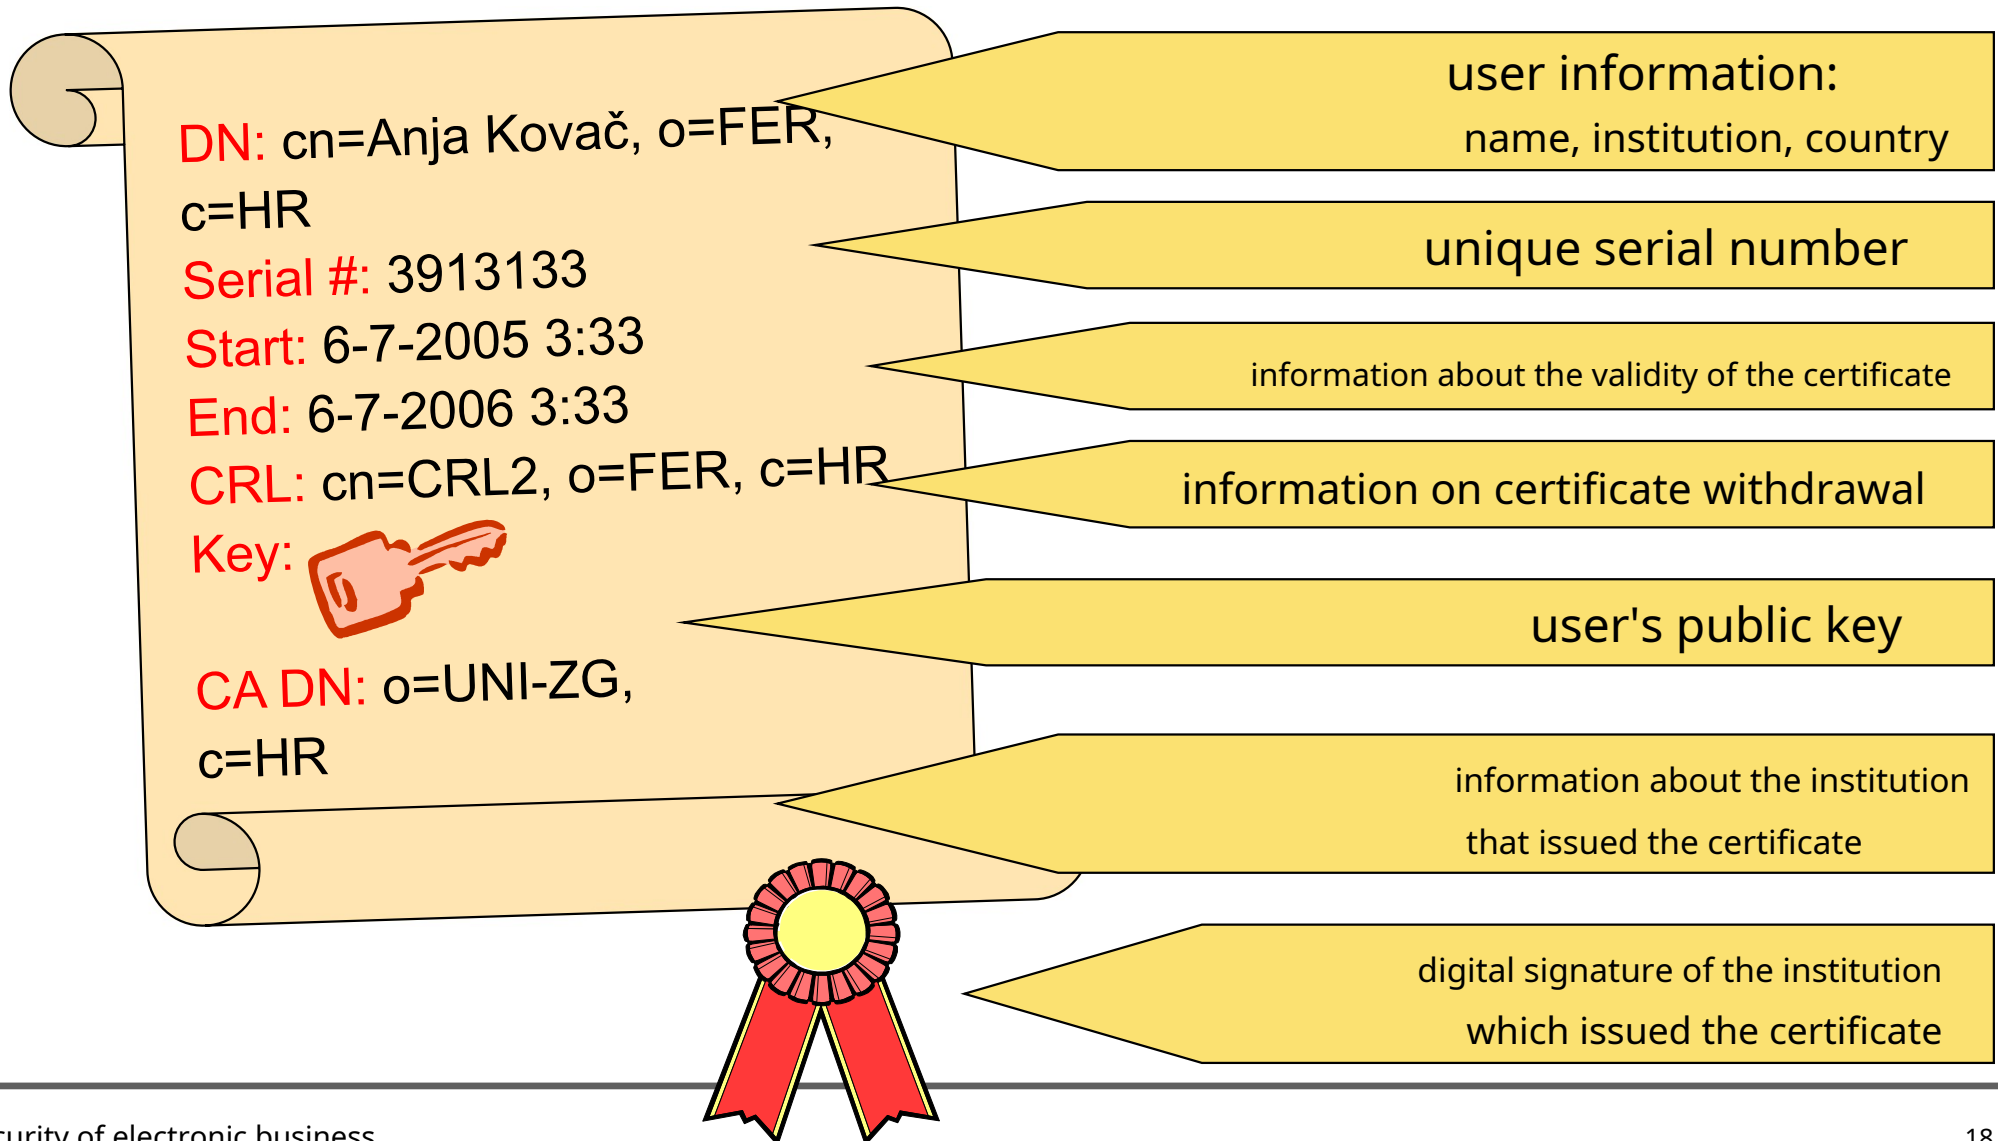 DN: cn=Anja Kovač, o=FER,
c=HR
Serial #: 3913133
Start: 6-7-2005 3:33
End: 6-7-2006 3:33
CRL: cn=CRL2, o=FER, c=HR
Key:
CA DN: o=UNI-ZG,
c=HR
user information:
name, institution, country
unique serial number
information about the validity of the certificate
information on certificate withdrawal
user's public key
information about the institution
that issued the certificate
digital signature of the institution
which issued the certificate
of electronic business
18